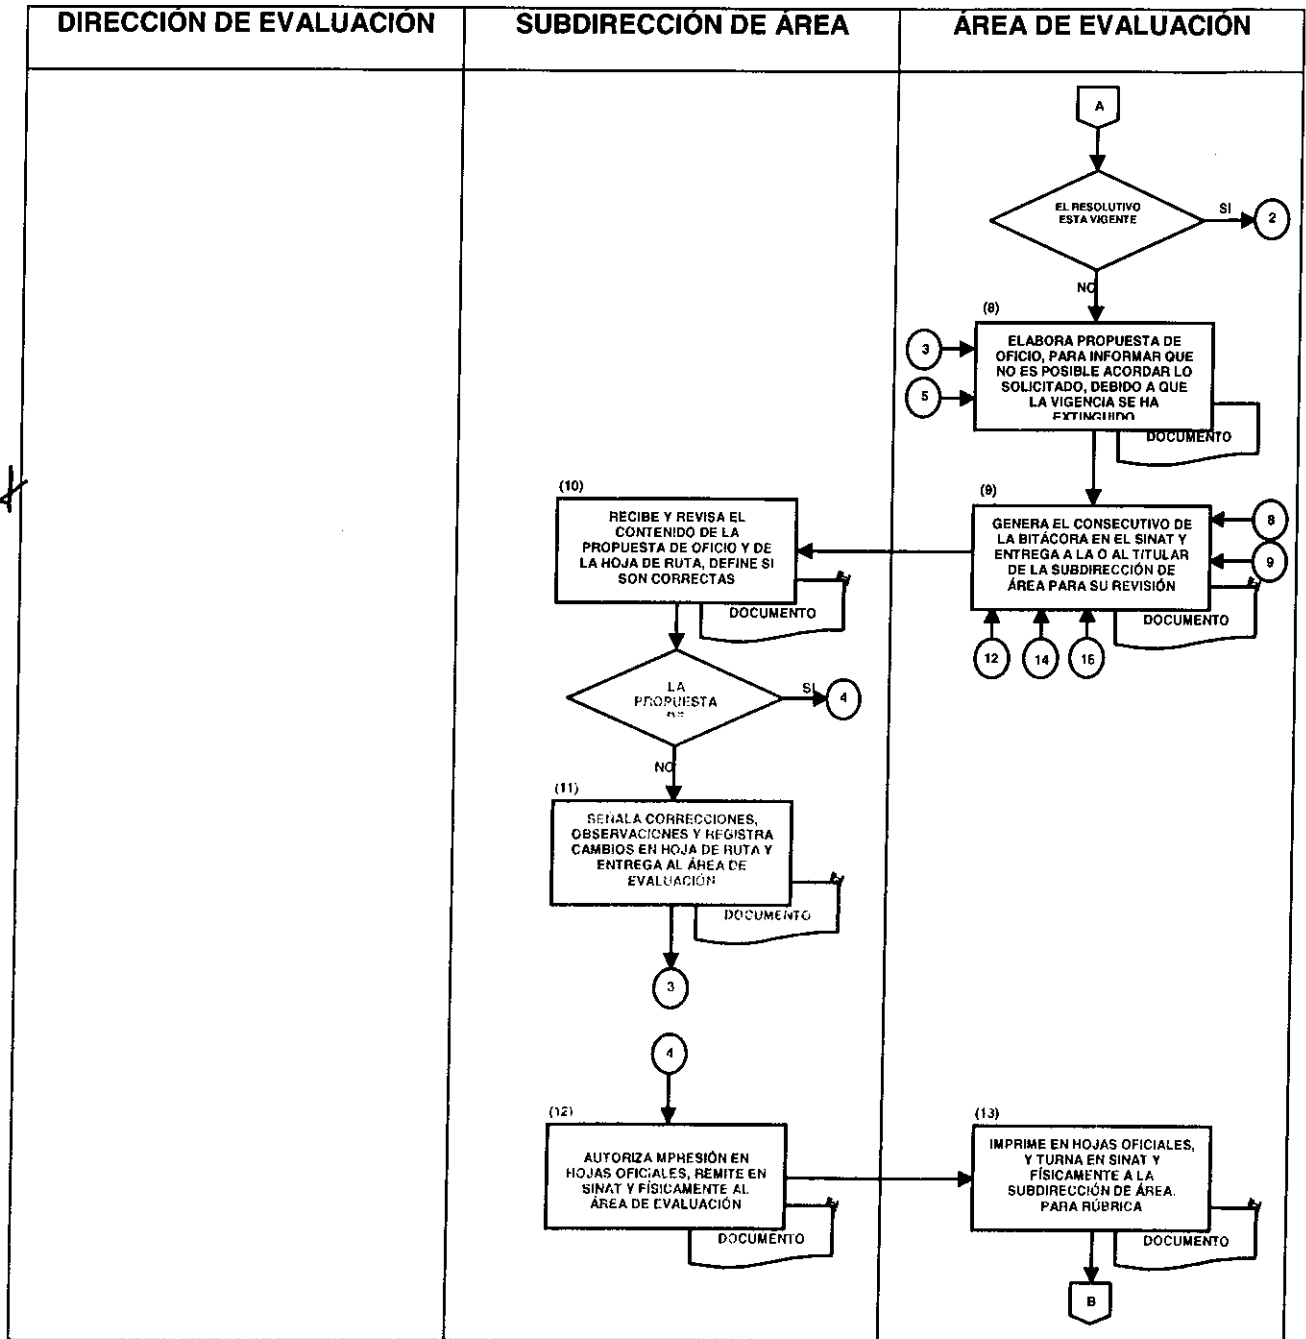 DIRECCIÓN DE EVALUACIÓN
SUBDIRECCIÓN DE ÁREA
ÁREA DE EVALUACIÓN
A
EL RESOLUTIVO
ESTA VIGENTE
SI
2
NO
(8)
ELABORA PROPUESTA DE
OFICIO, PARA INFORMAR QUE
NO ES POSIBLE ACORDAR LO
SOLICITADO, DEBIDO A QUE
LA VIGENCIA SE HA
EXTINGUIDO
DOCUMENTO
3
5
(9)
GENERA EL CONSECUTIVO DE
LA BITÁCORA EN EL SINAT Y
ENTREGA A LA O AL TITULAR
DE LA SUBDIRECCIÓN DE
ÁREA PARA SU REVISIÓN
DOCUMENTO
8
9
12
14
16
(10)
RECIBE Y REVISA EL
CONTENIDO DE LA
PROPUESTA DE OFICIO Y DE
LA HOJA DE RUTA, DEFINE SI
SON CORRECTAS
DOCUMENTO
LA
PROPUESTA
SI
4
NO
(11)
SEÑALA CORRECCIONES,
OBSERVACIONES Y REGISTRA
CAMBIOS EN HOJA DE RUTA Y
ENTREGA AL ÁREA DE
EVALUACIÓN
DOCUMENTO
3
4
(12)
AUTORIZA MPRESIÓN EN
HOJAS OFICIALES, REMITE EN
SINAT Y FÍSICAMENTE AL
ÁREA DE EVALUACIÓN
DOCUMENTO
(13)
IMPRIME EN HOJAS OFICIALES,
Y TURNA EN SINAT Y
FÍSICAMENTE A LA
SUBDIRECCIÓN DE ÁREA.
PARA RÚBRICA
DOCUMENTO
B